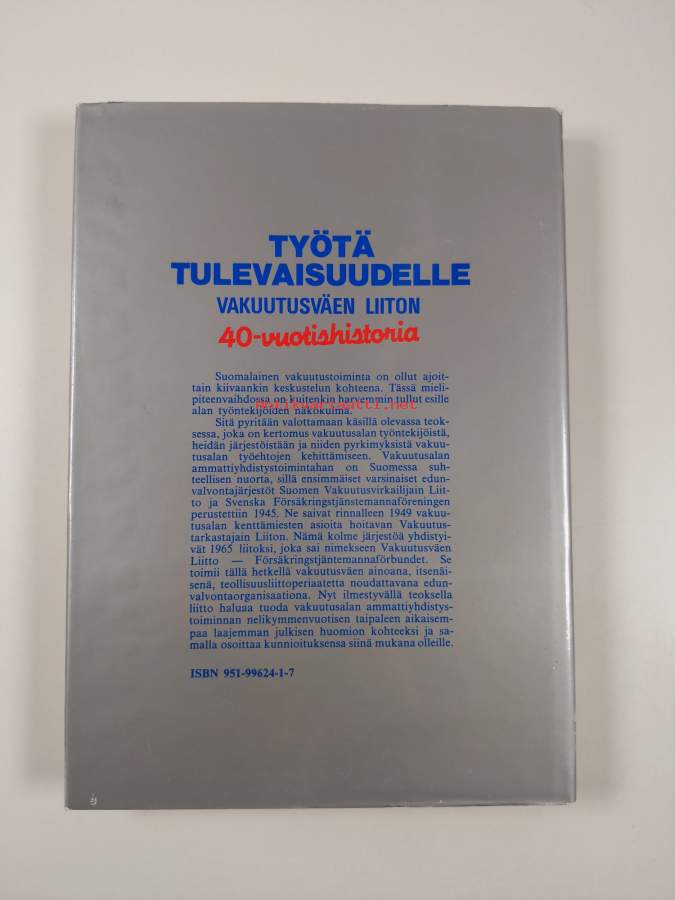 TYÖTÄ
TULEVAISUUDELLE
VAKUUTUSVÄEN LIITON
40-vuotishistoria
Suomalainen vakuutustoiminta on ollut ajoit-
tain kiivaankin keskustelun kohteena. Tässä mieli-
piteenvaihdossa on kuitenkin harvemmin tullut esille
alan työntekijöiden näkökulma.
Sitä pyritään valottamaan käsillä olevassa teok-
sessa, joka on kertomus vakuutusalan työntekijöistä,
heidän järjestöistään ja niiden pyrkimyksistä vakuu-
tusalan työehtojen kehittämiseen. Vakuutusalan
ammattiyhdistystoimintahan on Suomessa suh-
teellisen nuorta, sillä ensimmäiset varsinaiset edun-
valvontajärjestöt Suomen Vakuutusvirkailijain Liit-
to ja Svenska Försäkringstjänstemannaföreningen
perustettiin 1945. Ne saivat rinnalleen 1949 vakuu-
tusalan kenttämiesten asioita hoitavan Vakuutus-
tarkastajain Liiton. Nämä kolme järjestöä yhdistyi-
vät 1965 liitoksi, joka sai nimekseen Vakuutusväen
Liitto — Försäkringstjäntemannaförbundet. Se
toimii tällä hetkellä vakuutusväen ainoana, itsenäi-
senä, teollisuusliittoperiaatetta noudattavana edun-
valvontaorganisaationa. Nyt ilmestyvällä teoksella
liitto haluaa tuoda vakuutusalan ammattiyhdistys-
toiminnan nelikymmenvuotisen taipaleen aikaisem-
paa laajemman julkisen huomion kohteeksi ja sa-
malla osoittaa kunnioituksensa siinä mukana olleille.
ISBN 951-99624-1-7